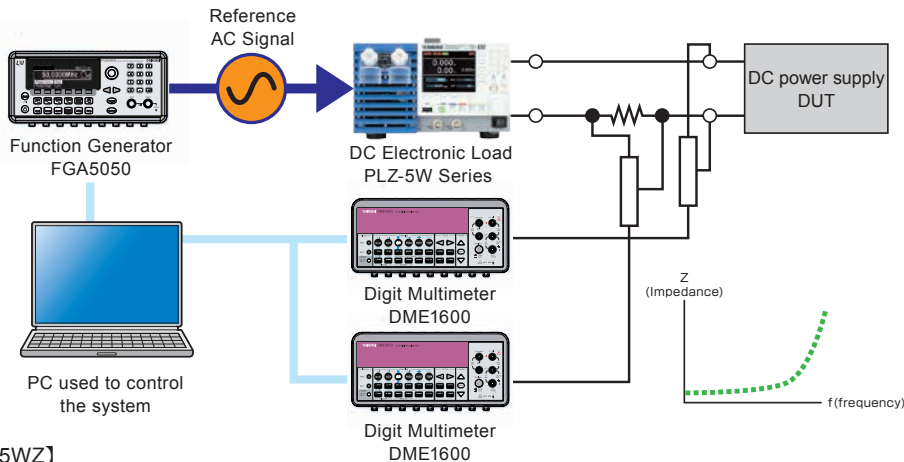 Reference
AC Signal
DC power supply
DUT
Function Generator
FGA5050
DC Electronic Load
PLZ-5W Series
Digit Multimeter
DME1600
Z
(Impedance)
f(frequency)
PC used to control
the system
Digit Multimeter
DME1600
5WZ】